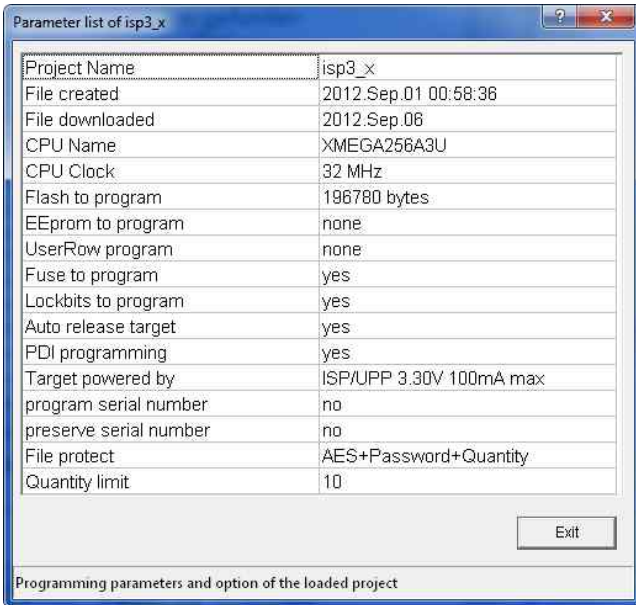 Parameter list of isp3_x
Project Name isp3_x
File created 2012.Sep.01 00:58:36
File downloaded 2012.Sep.06
CPU Name XMEGA256A3U
CPU Clock 32 MHz
Flash to program 196780 bytes
EEprom to program none
UserRow program none
Fuse to program yes
Lockbits to program yes
Auto release target yes
PDI programming yes
Target powered by ISP/UPP 3.30V 100mA max
program serial number no
preserve serial number no
File protect AES+Password+Quantity
Quantity limit 10
Exit
Programming parameters and option of the loaded project